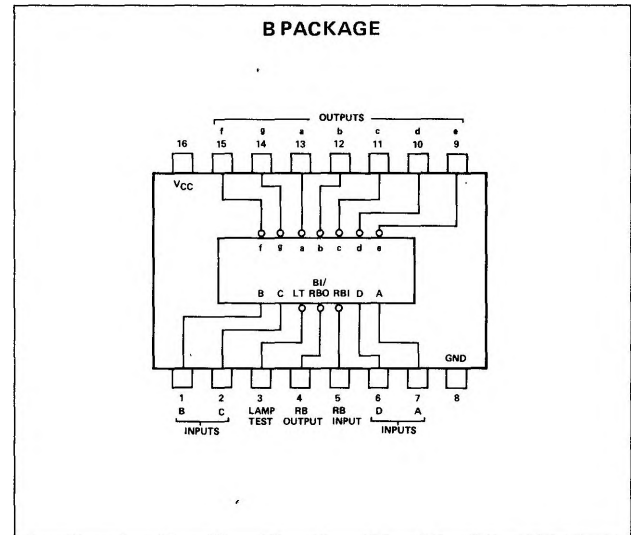 B PACKAGE
OUTPUTS
f g a b c d e
16 15 14 13 12 11 10 9
VCC
f g a b c d e
BI/
B C LT RBO RBI D A
GND
1 2 3 4 5 6 7 8
B C LAMP RB RB D A
TEST OUTPUT INPUT
INPUTS INPUTS